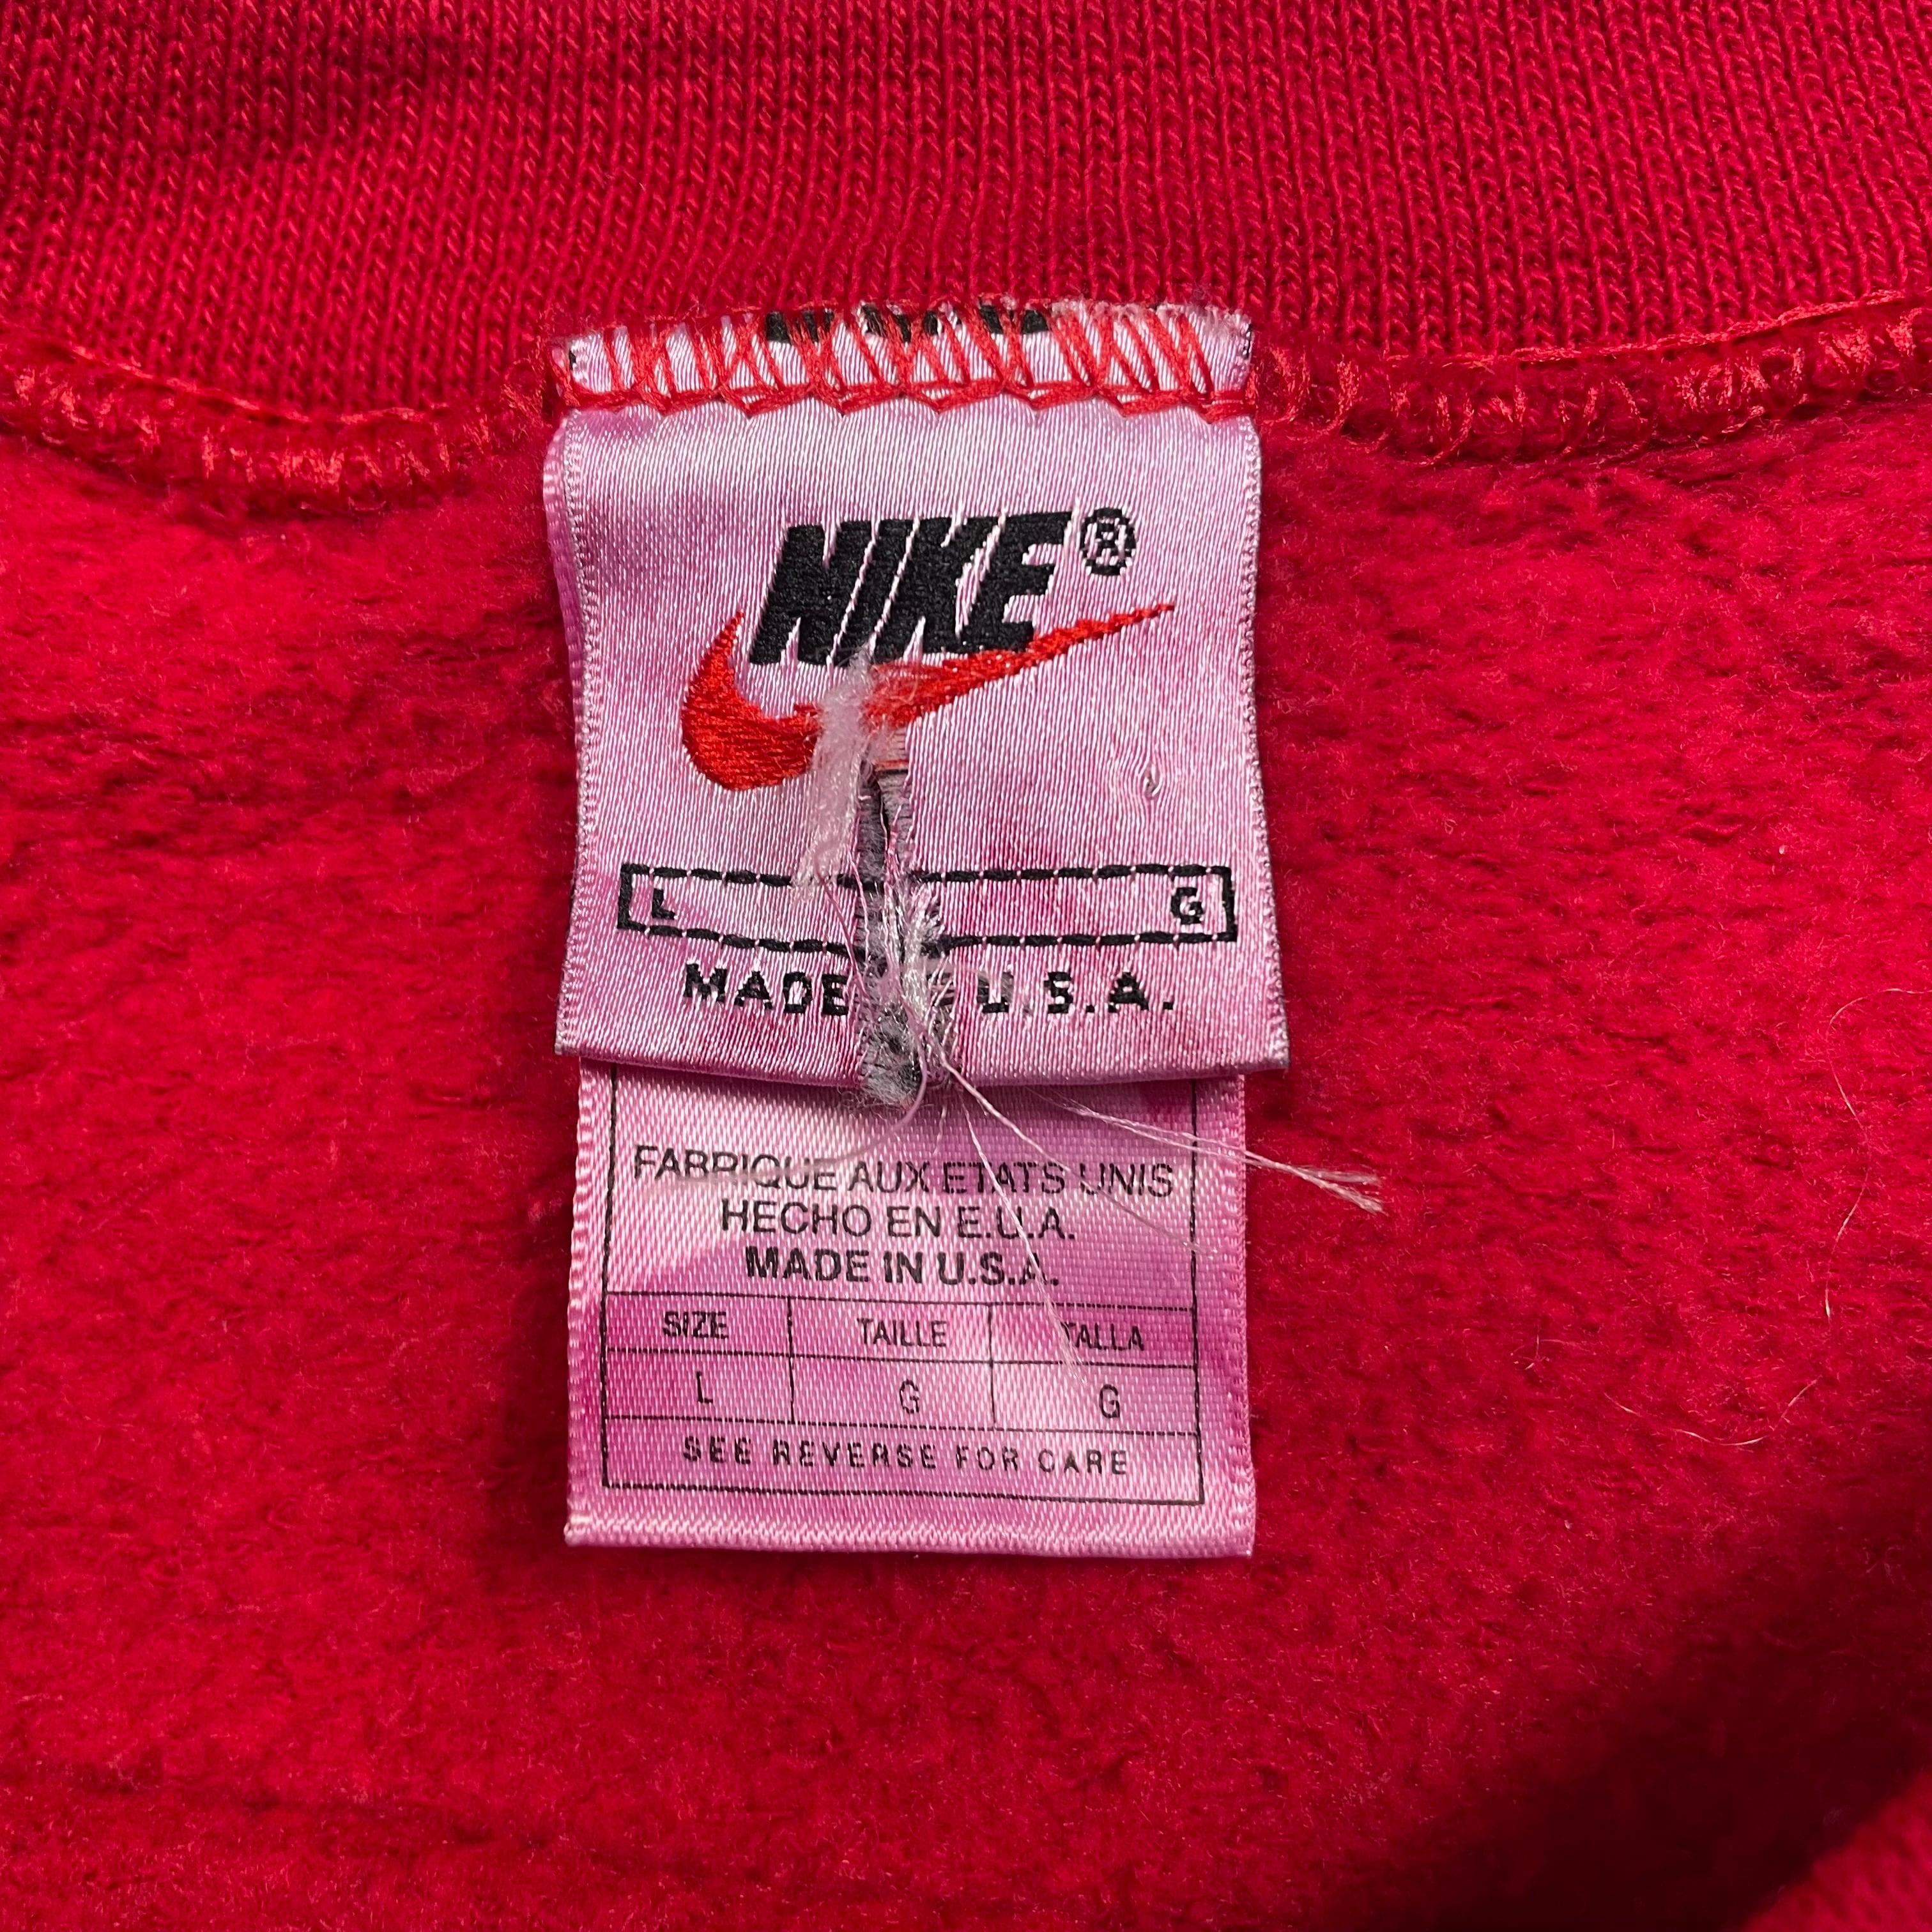 NIKE®
L G
MADE U.S.A.
FABRIQUE AUX ETATS UNIS
HECHO EN E.U.A.
MADE IN U.S.A.
SIZE TAILLE TALLA
L G G
SEE REVERSE FOR CARE